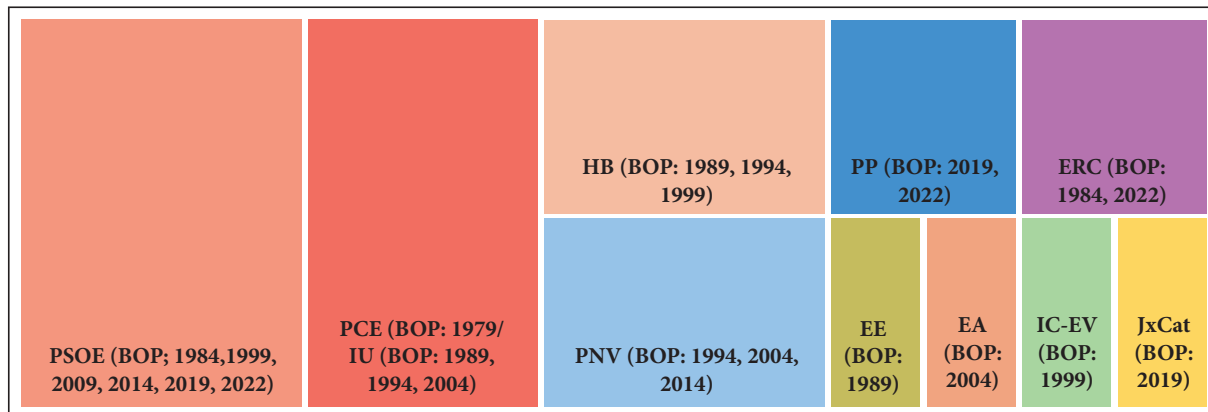 PSOE (BOP; 1984,1999,
2009, 2014, 2019, 2022)
PCE (BOP: 1979/
IU (BOP: 1989,
1994, 2004)
HB (BOP: 1989, 1994,
1999)
PNV (BOP: 1994, 2004,
2014)
PP (BOP: 2019,
2022)
ERC (BOP:
1984, 2022)
EE
(BOP:
1989)
EA
(BOP:
2004)
IC-EV
(BOP:
1999)
JxCat
(BOP:
2019)